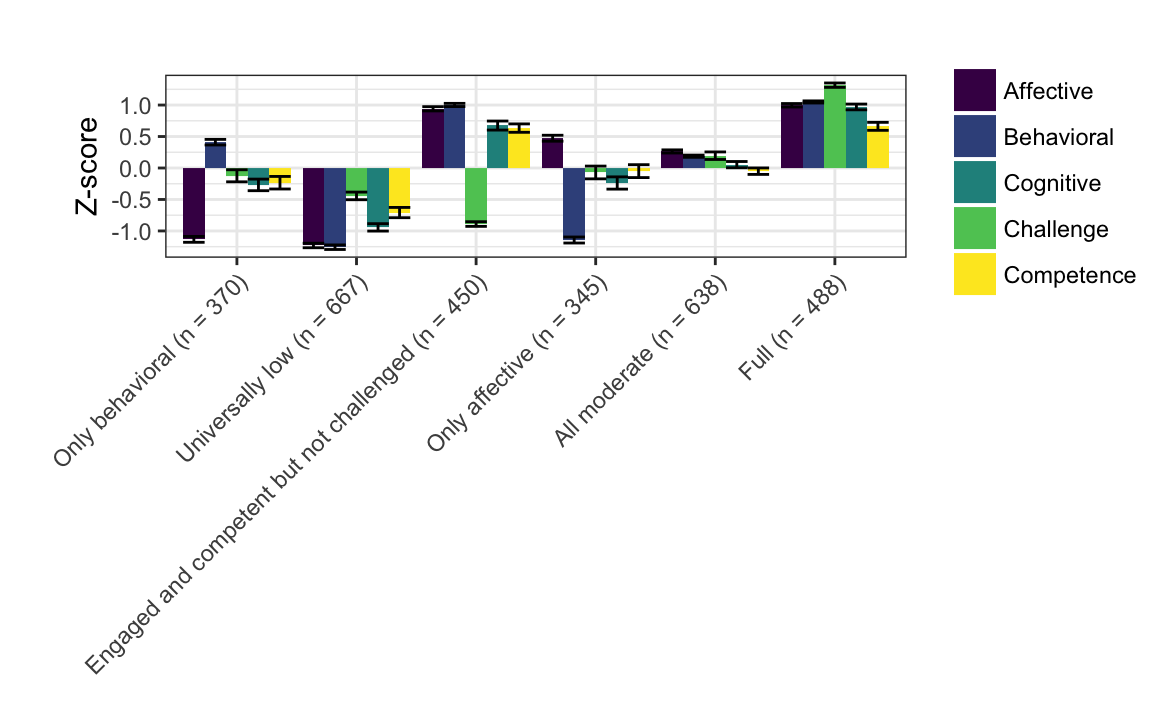 Z-score
1.0
0.5
0.0
-0.5
-1.0
Only behavioral (n = 370)
Universally low (n = 667)
Engaged and competent but not challenged (n = 450)
Only affective (n = 345)
All moderate (n = 638)
Full (n = 488)
Affective
Behavioral
Cognitive
Challenge
Competence